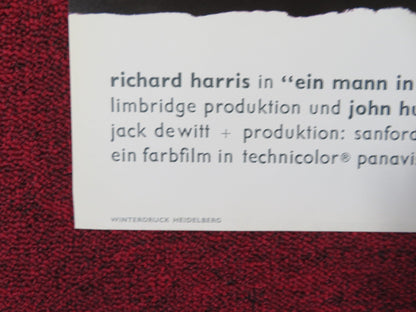 richard harris in “ein mann in
limbridge produktion und john hu
jack dewitt + produktion: sanford
ein farbfilm in technicolor® panavis
WINTERDRUCK HEIDELBERG